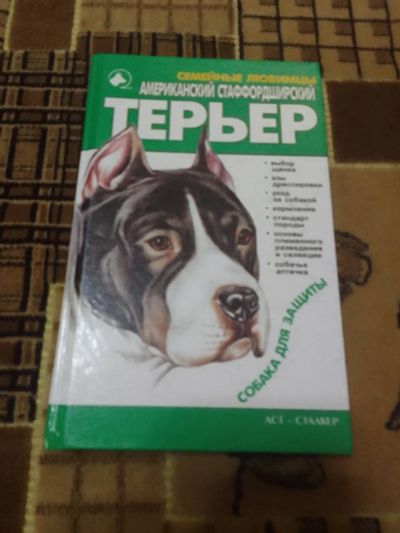 СЕМЕЙНЫЕ ЛЮБИМЦЫ
АМЕРИКАНСКИЙ СТАФФОРДШИРСКИЙ
ТЕРЬЕР
• выбор
щенка
• азы
дрессировки
• уход
за собакой
• кормление
• стандарт
породы
• основы
племенного
разведения
и селекции
• собачья
аптечка
СОБАКА ДЛЯ ЗАЩИТЫ
АСТ – СТАЛКЕР